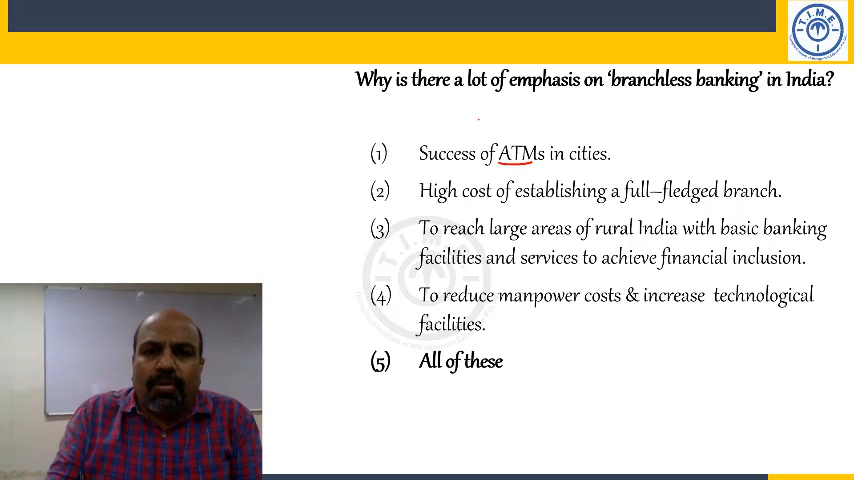 T.I.M.E.
Why is there a lot of emphasis on ‘branchless banking’ in India?
(1) Success of ATMs in cities.
(2) High cost of establishing a full–fledged branch.
(3) To reach large areas of rural India with basic banking
facilities and services to achieve financial inclusion.
(4) To reduce manpower costs & increase technological
facilities.
(5) All of these